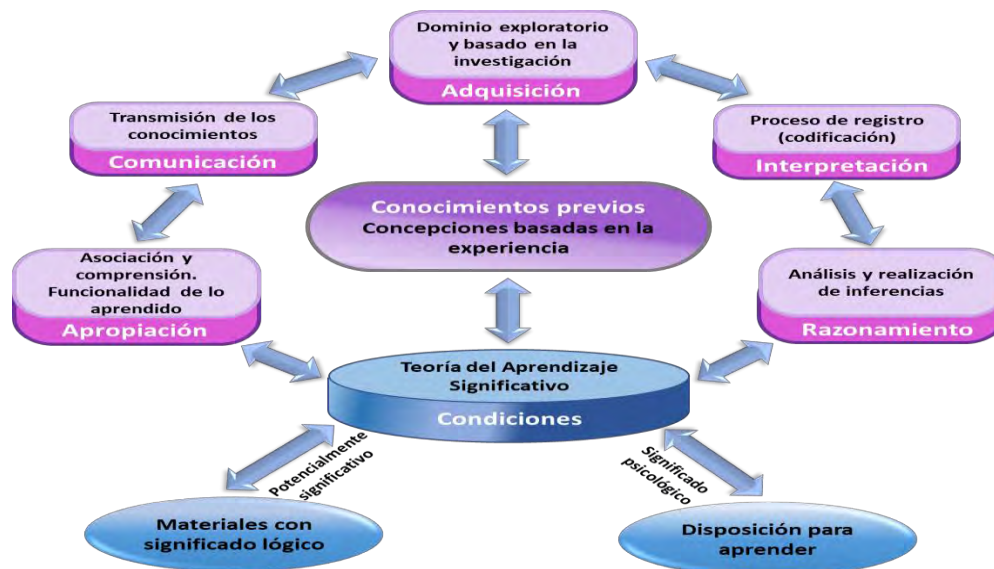 Dominio exploratorio
y basado en la
investigación
Adquisición
Transmisión de los
conocimientos
Comunicación
Proceso de registro
(codificación)
Interpretación
Conocimientos previos
Concepciones basadas en la
experiencia
Asociación y
comprensión.
Funcionalidad de lo
aprendido
Apropiación
Análisis y realización
de inferencias
Razonamiento
Teoría del Aprendizaje
Significativo
Condiciones
Potencialmente
significativo
Significado
psicológico
Materiales con
significado lógico
Disposición para
aprender